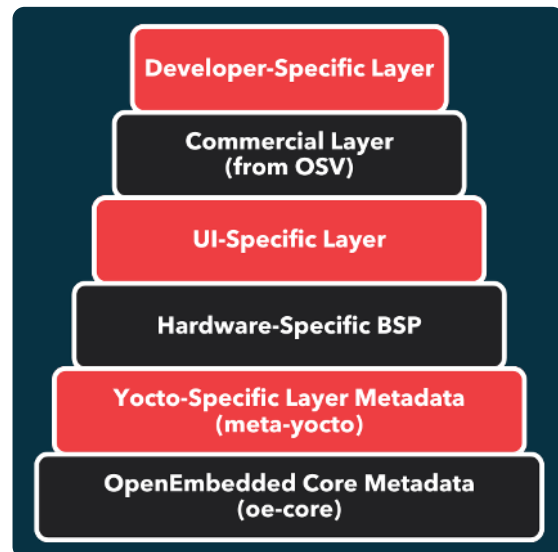 Developer-Specific Layer
Commercial Layer
(from OSV)
UI-Specific Layer
Hardware-Specific BSP
Yocto-Specific Layer Metadata
(meta-yocto)
OpenEmbedded Core Metadata
(oe-core)